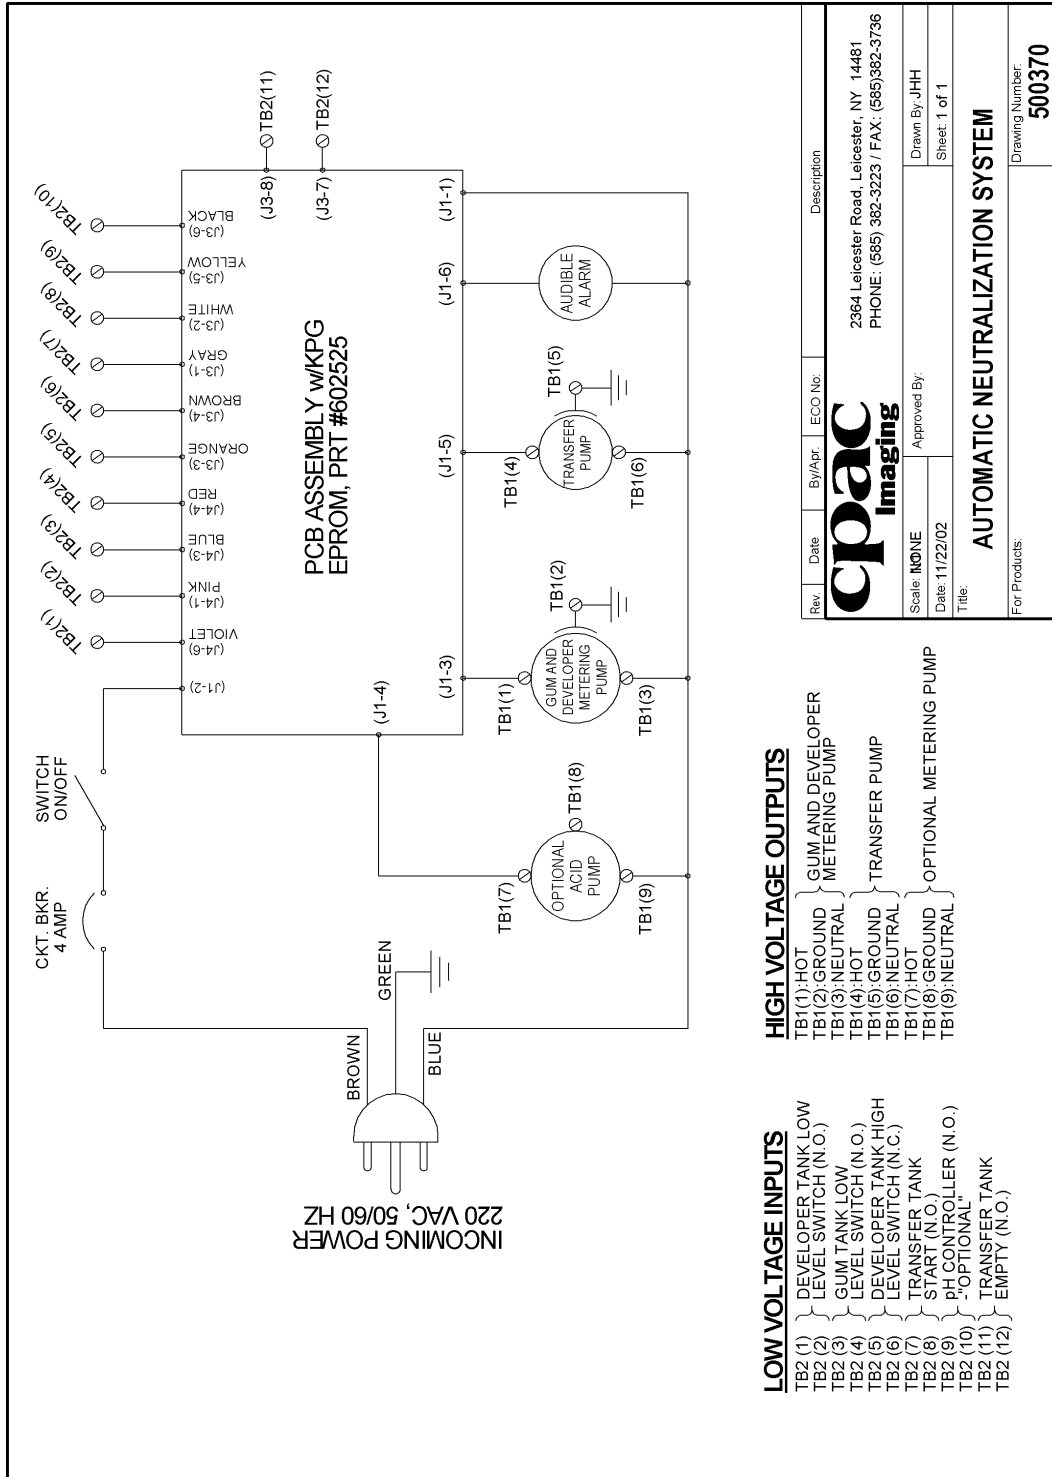 INCOMING POWER
220 VAC, 50/60 HZ
BROWN
GREEN
BLUE
CKT. BKR.
4 AMP
SWITCH
ON/OFF
TB2(1)
TB2(2)
TB2(3)
TB2(4)
TB2(5)
TB2(6)
TB2(7)
TB2(8)
TB2(9)
TB2(10)
(J1-2)
(J4-6)
VIOLET
(J4-1)
PINK
(J4-3)
BLUE
(J4-4)
RED
(J3-3)
ORANGE
(J3-4)
BROWN
(J3-1)
GRAY
(J3-2)
WHITE
(J3-5)
YELLOW
(J3-6)
BLACK
(J3-8)
TB2(11)
(J3-7)
TB2(12)
PCB ASSEMBLY w/KPG
EPROM, PRT #602525
(J1-4)
(J1-3)
(J1-5)
(J1-6)
(J1-1)
TB1(7)
OPTIONAL
ACID
PUMP
TB1(8)
TB1(9)
TB1(1)
GUM AND
DEVELOPER
METERING
PUMP
TB1(2)
TB1(3)
TB1(4)
TRANSFER
PUMP
TB1(5)
TB1(6)
AUDIBLE
ALARM
LOW VOLTAGE INPUTS
TB2 (1) DEVELOPER TANK LOW
TB2 (2) LEVEL SWITCH (N.O.)
TB2 (3) GUM TANK LOW
TB2 (4) LEVEL SWITCH (N.O.)
TB2 (5) DEVELOPER TANK HIGH
TB2 (6) LEVEL SWITCH (N.C.)
TB2 (7) TRANSFER TANK
TB2 (8) START (N.O.)
TB2 (9) pH CONTROLLER (N.O.)
TB2 (10) -"OPTIONAL"
TB2 (11) TRANSFER TANK
TB2 (12) EMPTY (N.O.)
HIGH VOLTAGE OUTPUTS
TB1(1):HOT
TB1(2):GROUND GUM AND DEVELOPER
TB1(3):NEUTRAL METERING PUMP
TB1(4):HOT
TB1(5):GROUND TRANSFER PUMP
TB1(6):NEUTRAL
TB1(7):HOT
TB1(8):GROUND OPTIONAL METERING PUMP
TB1(9):NEUTRAL
Rev. Date By/Apr. ECO No: Description
cpac
Imaging
2364 Leicester Road, Leicester, NY 14481
PHONE: (585) 382-3223 / FAX: (585)382-3736
Scale: NONE Approved By: Drawn By: JHH
Date: 11/22/02 Sheet: 1 of 1
Title:
AUTOMATIC NEUTRALIZATION SYSTEM
For Products: Drawing Number:
500370